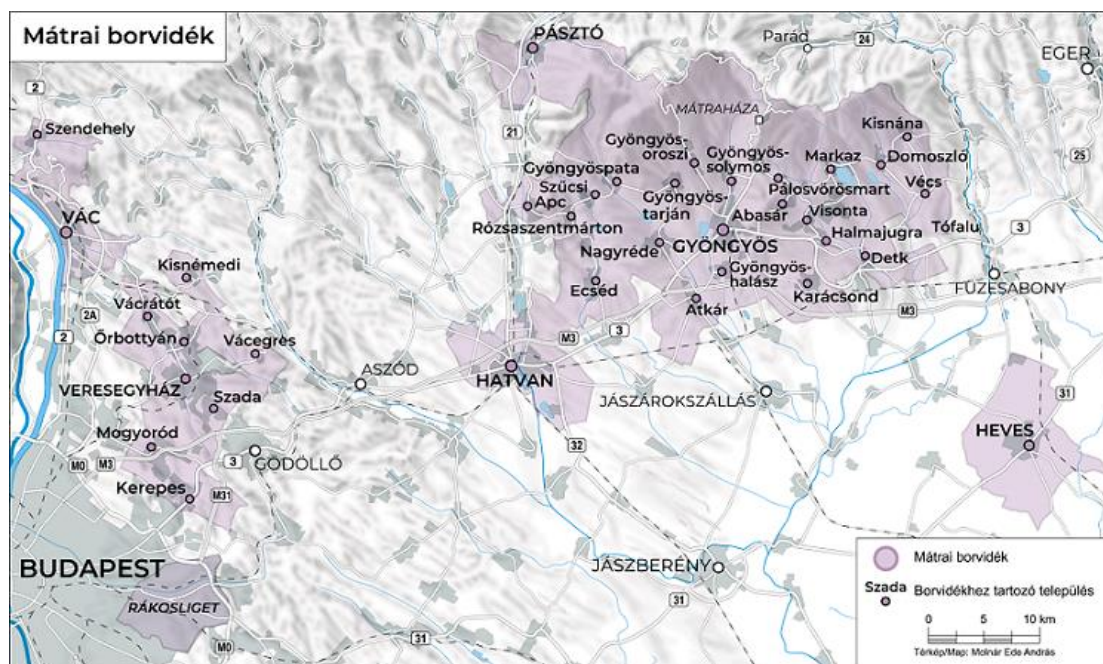 Mátrai borvidék
PÁSZTÓ
Parád
24
EGER
2
Szendehely
MÁTRAHÁZA
Kisnána
21
Gyöngyös-
oroszi
Gyöngyös-
solymos
Markaz
Domoszló
25
Gyöngyöspata
Szűcsi
Apc
Gyöngyös-
tarján
Pálosvörösmart
Vécs
VÁC
Rózsaszentmárton
Abasár
Visonta
Tófalu
3
Nagyréde
GYÖNGYÖS
Halmajugra
Detk
Kisnémedi
Ecséd
Gyöngyös-
halász
Karácsond
FÜZESABONY
Vácrátót
2A
Atkár
M3
Őrbottyán
2
Vácegrès
M3
3
VERESEGYHÁZ
ASZÓD
HATVAN
Szada
JÁSZÁROKSZÁLLÁS
31
Mogyoród
HEVES
M0
M3
3
GÖDÖLLŐ
32
Kerepes
M31
BUDAPEST
JÁSZBERÉNY
RÁKOSLIGET
31
M0
31
Mátrai borvidék
Szada
Borvidékhez tartozó település
0 5 10 km
Térkép/Map: Molnár Ede András